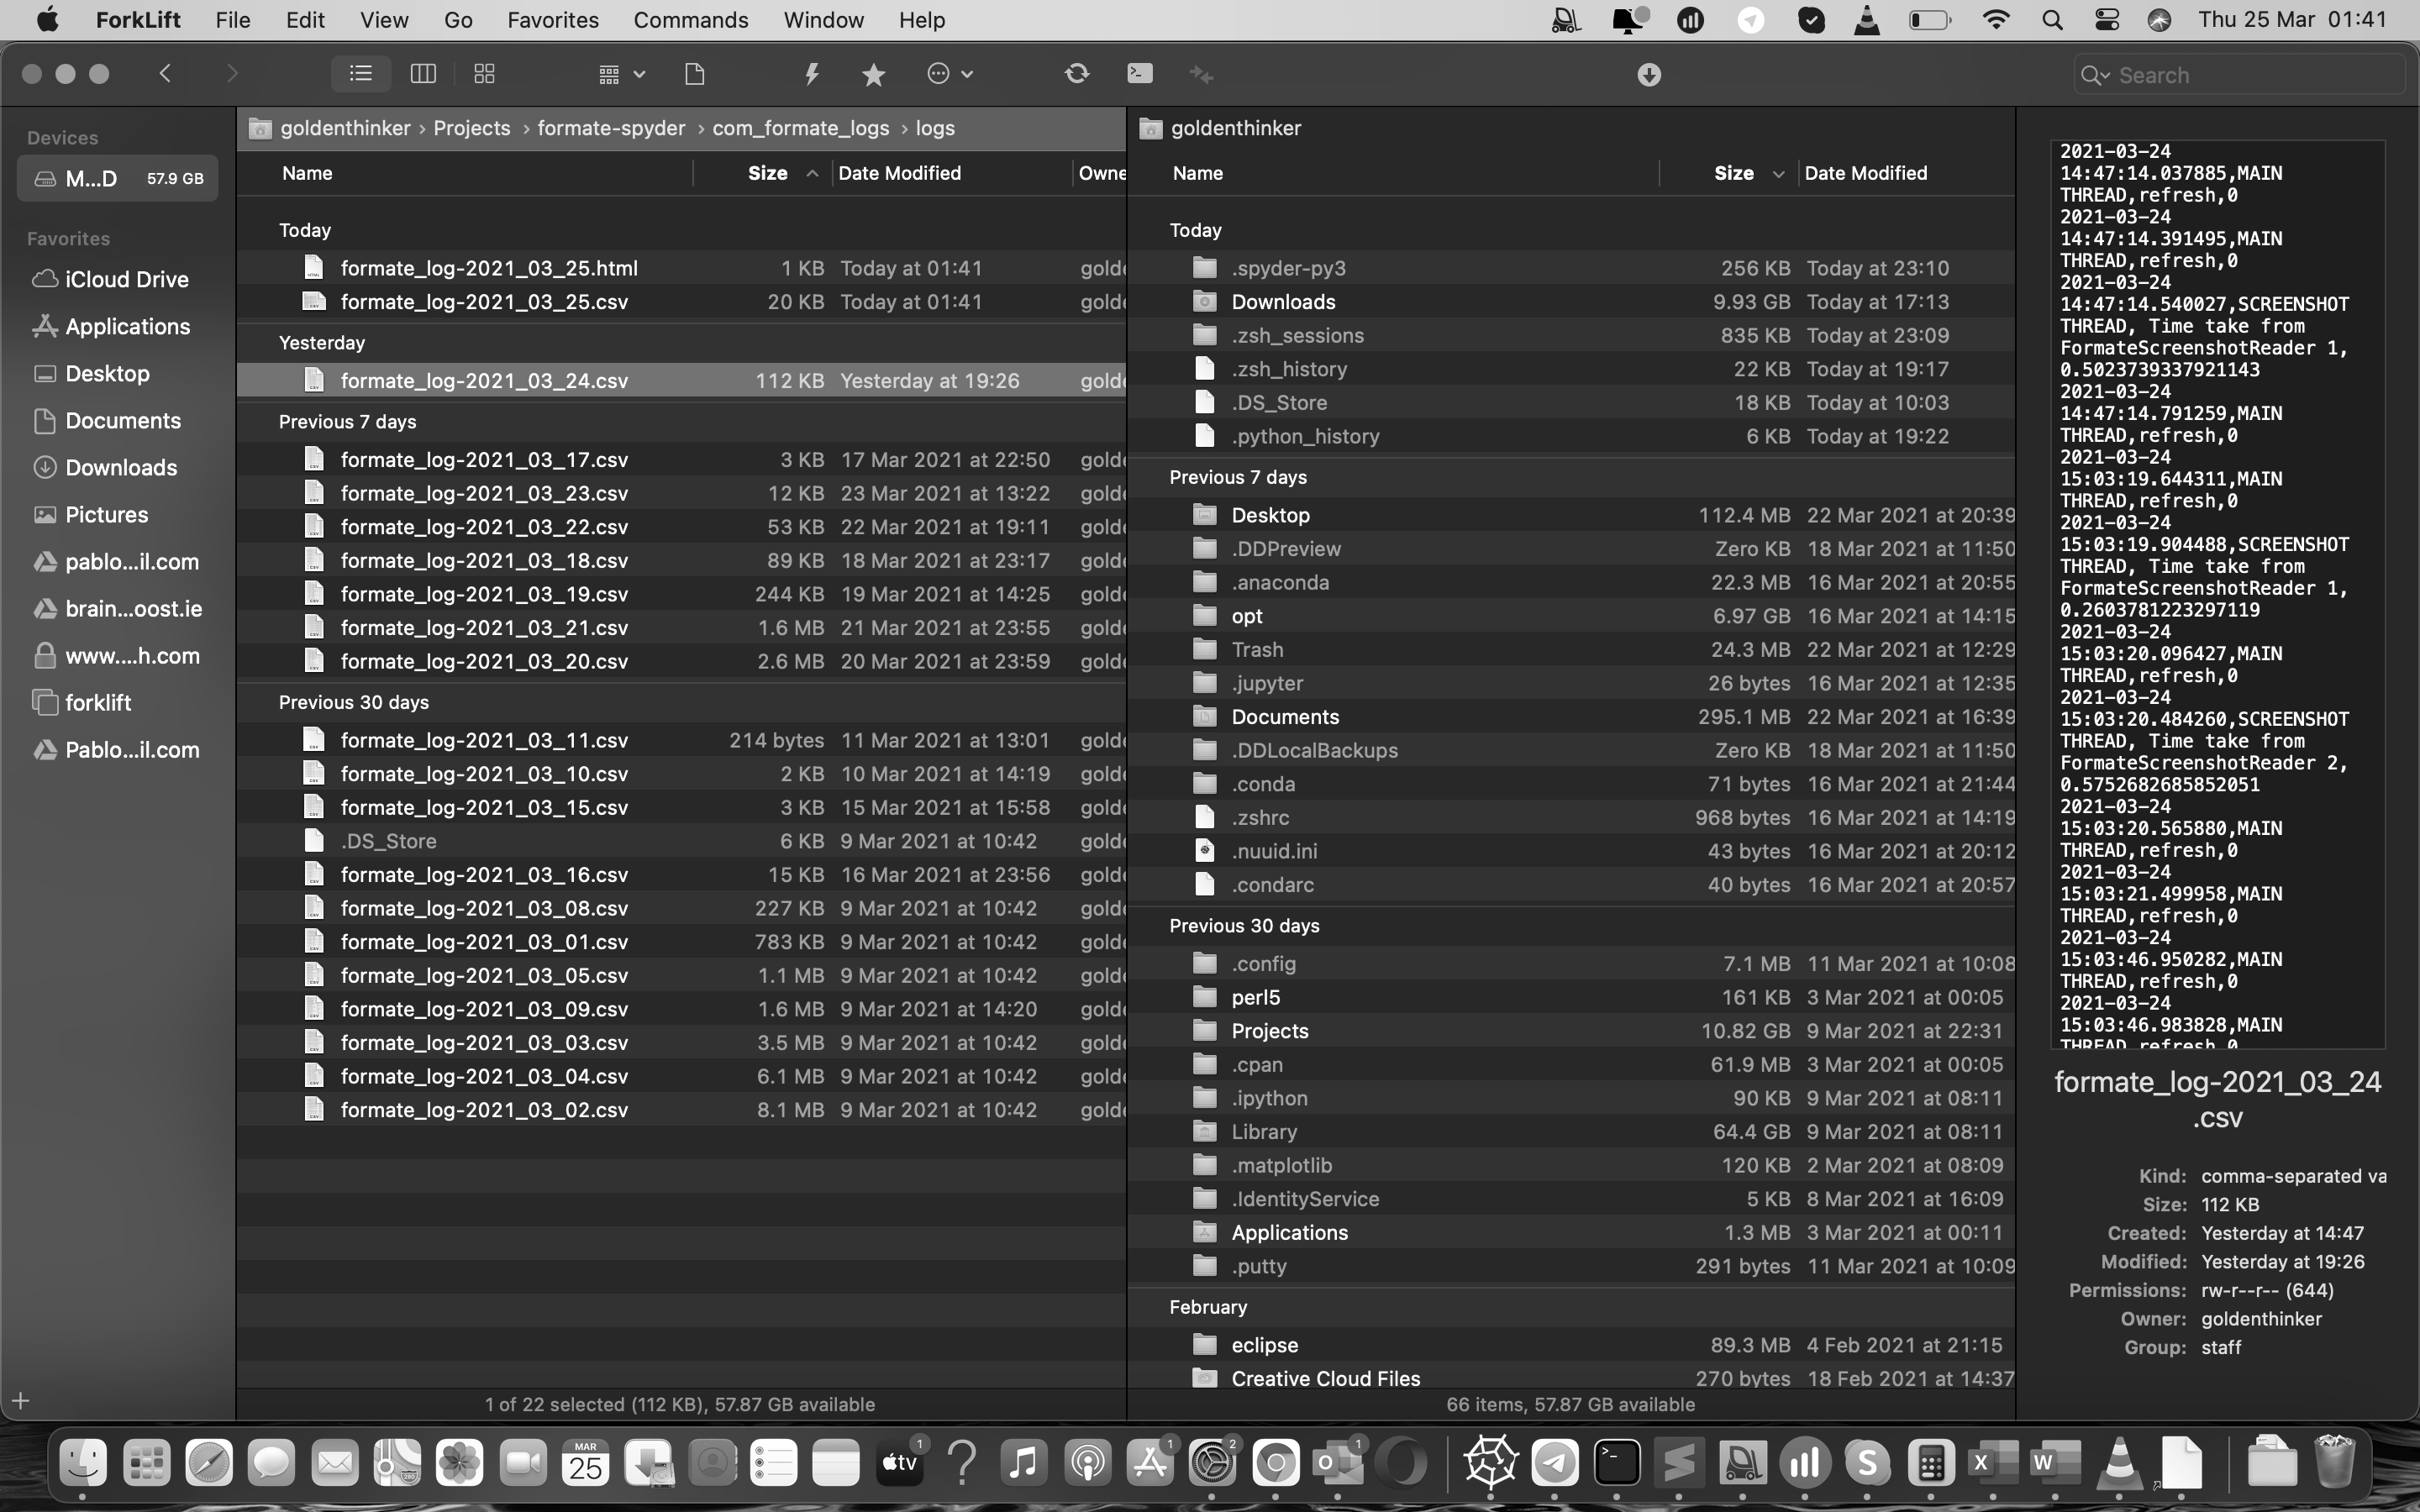 ForkLift File Edit View Go Favorites Commands Window Help Thu 25 Mar 01:41
Search
Devices
M...D 57.9 GB
Favorites
iCloud Drive
Applications
Desktop
Documents
Downloads
Pictures
pablo...il.com
brain...oost.ie
www....h.com
forklift
Pablo...il.com
goldenthinker › Projects › formate-spyder › com_formate_logs › logs
Name Size Date Modified Owne
Today
formate_log-2021_03_25.html 1 KB Today at 01:41 golde
formate_log-2021_03_25.csv 20 KB Today at 01:41 golde
Yesterday
formate_log-2021_03_24.csv 112 KB Yesterday at 19:26 golde
Previous 7 days
formate_log-2021_03_17.csv 3 KB 17 Mar 2021 at 22:50 golde
formate_log-2021_03_23.csv 12 KB 23 Mar 2021 at 13:22 golde
formate_log-2021_03_22.csv 53 KB 22 Mar 2021 at 19:11 golde
formate_log-2021_03_18.csv 89 KB 18 Mar 2021 at 23:17 golde
formate_log-2021_03_19.csv 244 KB 19 Mar 2021 at 14:25 golde
formate_log-2021_03_21.csv 1.6 MB 21 Mar 2021 at 23:55 golde
formate_log-2021_03_20.csv 2.6 MB 20 Mar 2021 at 23:59 golde
Previous 30 days
formate_log-2021_03_11.csv 214 bytes 11 Mar 2021 at 13:01 golde
formate_log-2021_03_10.csv 2 KB 10 Mar 2021 at 14:19 golde
formate_log-2021_03_15.csv 3 KB 15 Mar 2021 at 15:58 golde
.DS_Store 6 KB 9 Mar 2021 at 10:42 golde
formate_log-2021_03_16.csv 15 KB 16 Mar 2021 at 23:56 golde
formate_log-2021_03_08.csv 227 KB 9 Mar 2021 at 10:42 golde
formate_log-2021_03_01.csv 783 KB 9 Mar 2021 at 10:42 golde
formate_log-2021_03_05.csv 1.1 MB 9 Mar 2021 at 10:42 golde
formate_log-2021_03_09.csv 1.6 MB 9 Mar 2021 at 14:20 golde
formate_log-2021_03_03.csv 3.5 MB 9 Mar 2021 at 10:42 golde
formate_log-2021_03_04.csv 6.1 MB 9 Mar 2021 at 10:42 golde
formate_log-2021_03_02.csv 8.1 MB 9 Mar 2021 at 10:42 golde
1 of 22 selected (112 KB), 57.87 GB available
goldenthinker
Name Size Date Modified
Today
.spyder-py3 256 KB Today at 23:10
Downloads 9.93 GB Today at 17:13
.zsh_sessions 835 KB Today at 23:09
.zsh_history 22 KB Today at 19:17
.DS_Store 18 KB Today at 10:03
.python_history 6 KB Today at 19:22
Previous 7 days
Desktop 112.4 MB 22 Mar 2021 at 20:39
.DDPreview Zero KB 18 Mar 2021 at 11:50
.anaconda 22.3 MB 16 Mar 2021 at 20:55
opt 6.97 GB 16 Mar 2021 at 14:15
Trash 24.3 MB 22 Mar 2021 at 12:29
.jupyter 26 bytes 16 Mar 2021 at 12:35
Documents 295.1 MB 22 Mar 2021 at 16:39
.DDLocalBackups Zero KB 18 Mar 2021 at 11:50
.conda 71 bytes 16 Mar 2021 at 21:44
.zshrc 968 bytes 16 Mar 2021 at 14:19
.nuuid.ini 43 bytes 16 Mar 2021 at 20:12
.condarc 40 bytes 16 Mar 2021 at 20:57
Previous 30 days
.config 7.1 MB 11 Mar 2021 at 10:08
perl5 161 KB 3 Mar 2021 at 00:05
Projects 10.82 GB 9 Mar 2021 at 22:31
.cpan 61.9 MB 3 Mar 2021 at 00:05
.ipython 90 KB 9 Mar 2021 at 08:11
Library 64.4 GB 9 Mar 2021 at 08:11
.matplotlib 120 KB 2 Mar 2021 at 08:09
.IdentityService 5 KB 8 Mar 2021 at 16:09
Applications 1.3 MB 3 Mar 2021 at 00:11
.putty 291 bytes 11 Mar 2021 at 10:09
February
eclipse 89.3 MB 4 Feb 2021 at 21:15
Creative Cloud Files 270 bytes 18 Feb 2021 at 14:37
66 items, 57.87 GB available
2021-03-24
14:47:14.037885,MAIN
THREAD,refresh,0
2021-03-24
14:47:14.391495,MAIN
THREAD,refresh,0
2021-03-24
14:47:14.540027,SCREENSHOT
THREAD, Time take from
FormateScreenshotReader 1,
0.5023739337921143
2021-03-24
14:47:14.791259,MAIN
THREAD,refresh,0
2021-03-24
15:03:19.644311,MAIN
THREAD,refresh,0
2021-03-24
15:03:19.904488,SCREENSHOT
THREAD, Time take from
FormateScreenshotReader 1,
0.2603781223297119
2021-03-24
15:03:20.096427,MAIN
THREAD,refresh,0
2021-03-24
15:03:20.484260,SCREENSHOT
THREAD, Time take from
FormateScreenshotReader 2,
0.5752682685852051
2021-03-24
15:03:20.565880,MAIN
THREAD,refresh,0
2021-03-24
15:03:21.499958,MAIN
THREAD,refresh,0
2021-03-24
15:03:46.950282,MAIN
THREAD,refresh,0
2021-03-24
15:03:46.983828,MAIN
THREAD,refresh,0
formate_log-2021_03_24
.csv
Kind: comma-separated va
Size: 112 KB
Created: Yesterday at 14:47
Modified: Yesterday at 19:26
Permissions: rw-r--r-- (644)
Owner: goldenthinker
Group: staff
MAR
25
tv 1
1
2
O 1
S
X
W